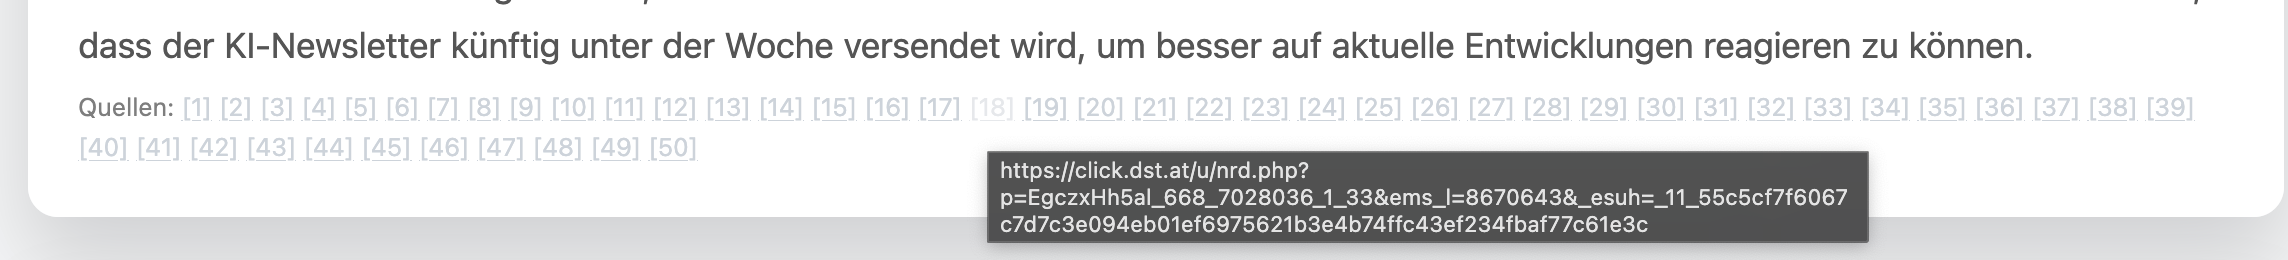 dass der KI-Newsletter künftig unter der Woche versendet wird, um besser auf aktuelle Entwicklungen reagieren zu können.
Quellen: [1] [2] [3] [4] [5] [6] [7] [8] [9] [10] [11] [12] [13] [14] [15] [16] [17] [18] [19] [20] [21] [22] [23] [24] [25] [26] [27] [28] [29] [30] [31] [32] [33] [34] [35] [36] [37] [38] [39]
[40] [41] [42] [43] [44] [45] [46] [47] [48] [49] [50]
https://click.dst.at/u/nrd.php?
p=EgczxHh5al_668_7028036_1_33&ems_l=8670643&_esuh=_11_55c5cf7f6067
c7d7c3e094eb01ef6975621b3e4b74ffc43ef234fbaf77c61e3c